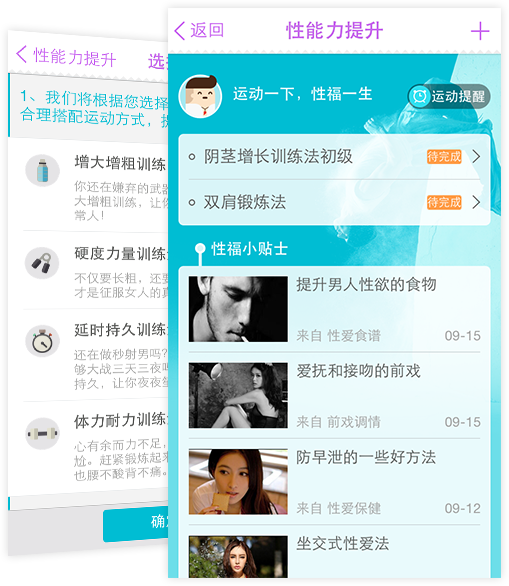 性能力提升
选
1、我们将根据您选择
合理搭配运动方式，
增大增粗训练
你还在嫌弃的武器
大增粗训练，让你
常人！
硬度力量训练
不仅要长粗，还要
才是征服女人的真
延时持久训练
还在做秒射男吗？
够大战三天三夜
持久，让你夜夜
体力耐力训练
心有余而力不足，
尬。赶紧锻炼起来
也腰不酸背不痛。
确
返回
性能力提升
运动一下，性福一生
运动提醒
阴茎增长训练法初级
待完成
双肩锻炼法
待完成
性福小贴士
提升男人性欲的食物
来自 性爱食谱
09-15
爱抚和接吻的前戏
来自 前戏调情
09-15
防早泄的一些好方法
来自 性爱保健
09-12
坐交式性爱法